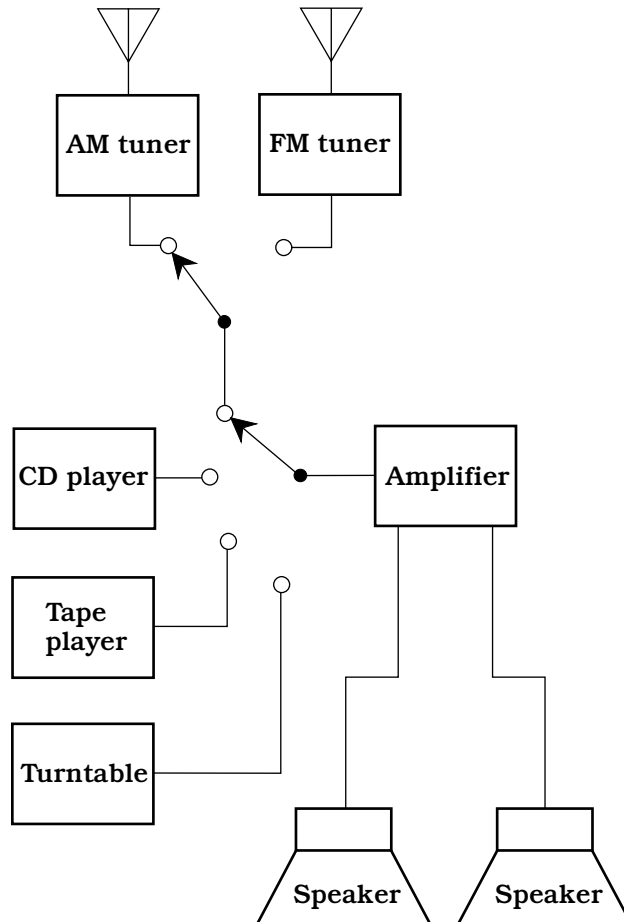 AM tuner
FM tuner
CD player
Amplifier
Tape
player
Turntable
Speaker
Speaker